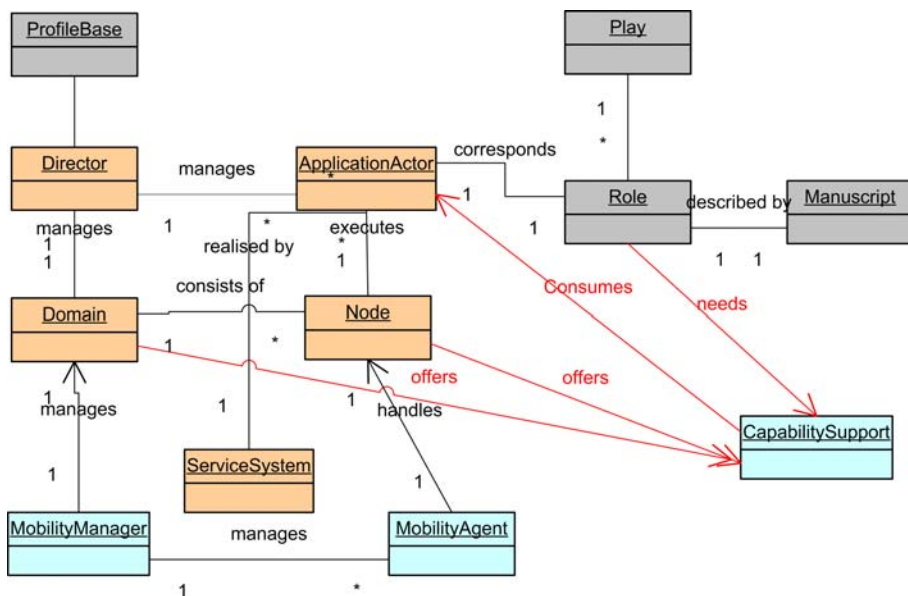 ProfileBase
Play
1
*
Director
manages
ApplicationActor
*
corresponds
1
1
Role
described by
Manuscript
1
1
manages
1
1
1
*
realised by
executes
*
1
consists of
Consumes
needs
Domain
Node
1
*
offers
offers
1
manages
1
handles
1
1
1
CapabilitySupport
ServiceSystem
MobilityManager
manages
MobilityAgent
1
*